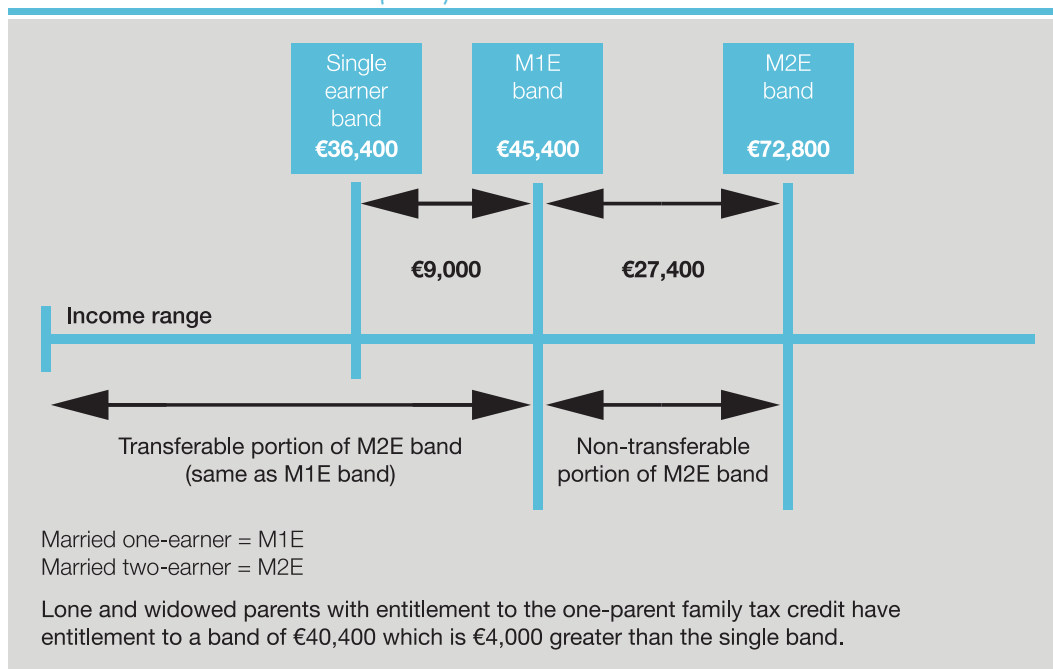 Single
earner
band
€36,400
M1E
band
€45,400
M2E
band
€72,800
€9,000
€27,400
Income range
Transferable portion of M2E band
(same as M1E band)
Non-transferable
portion of M2E band
Married one-earner = M1E
Married two-earner = M2E
Lone and widowed parents with entitlement to the one-parent family tax credit have
entitlement to a band of €40,400 which is €4,000 greater than the single band.